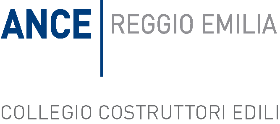 ANCE REGGIO EMILIA
COLLEGIO COSTRUTTORI EDILI